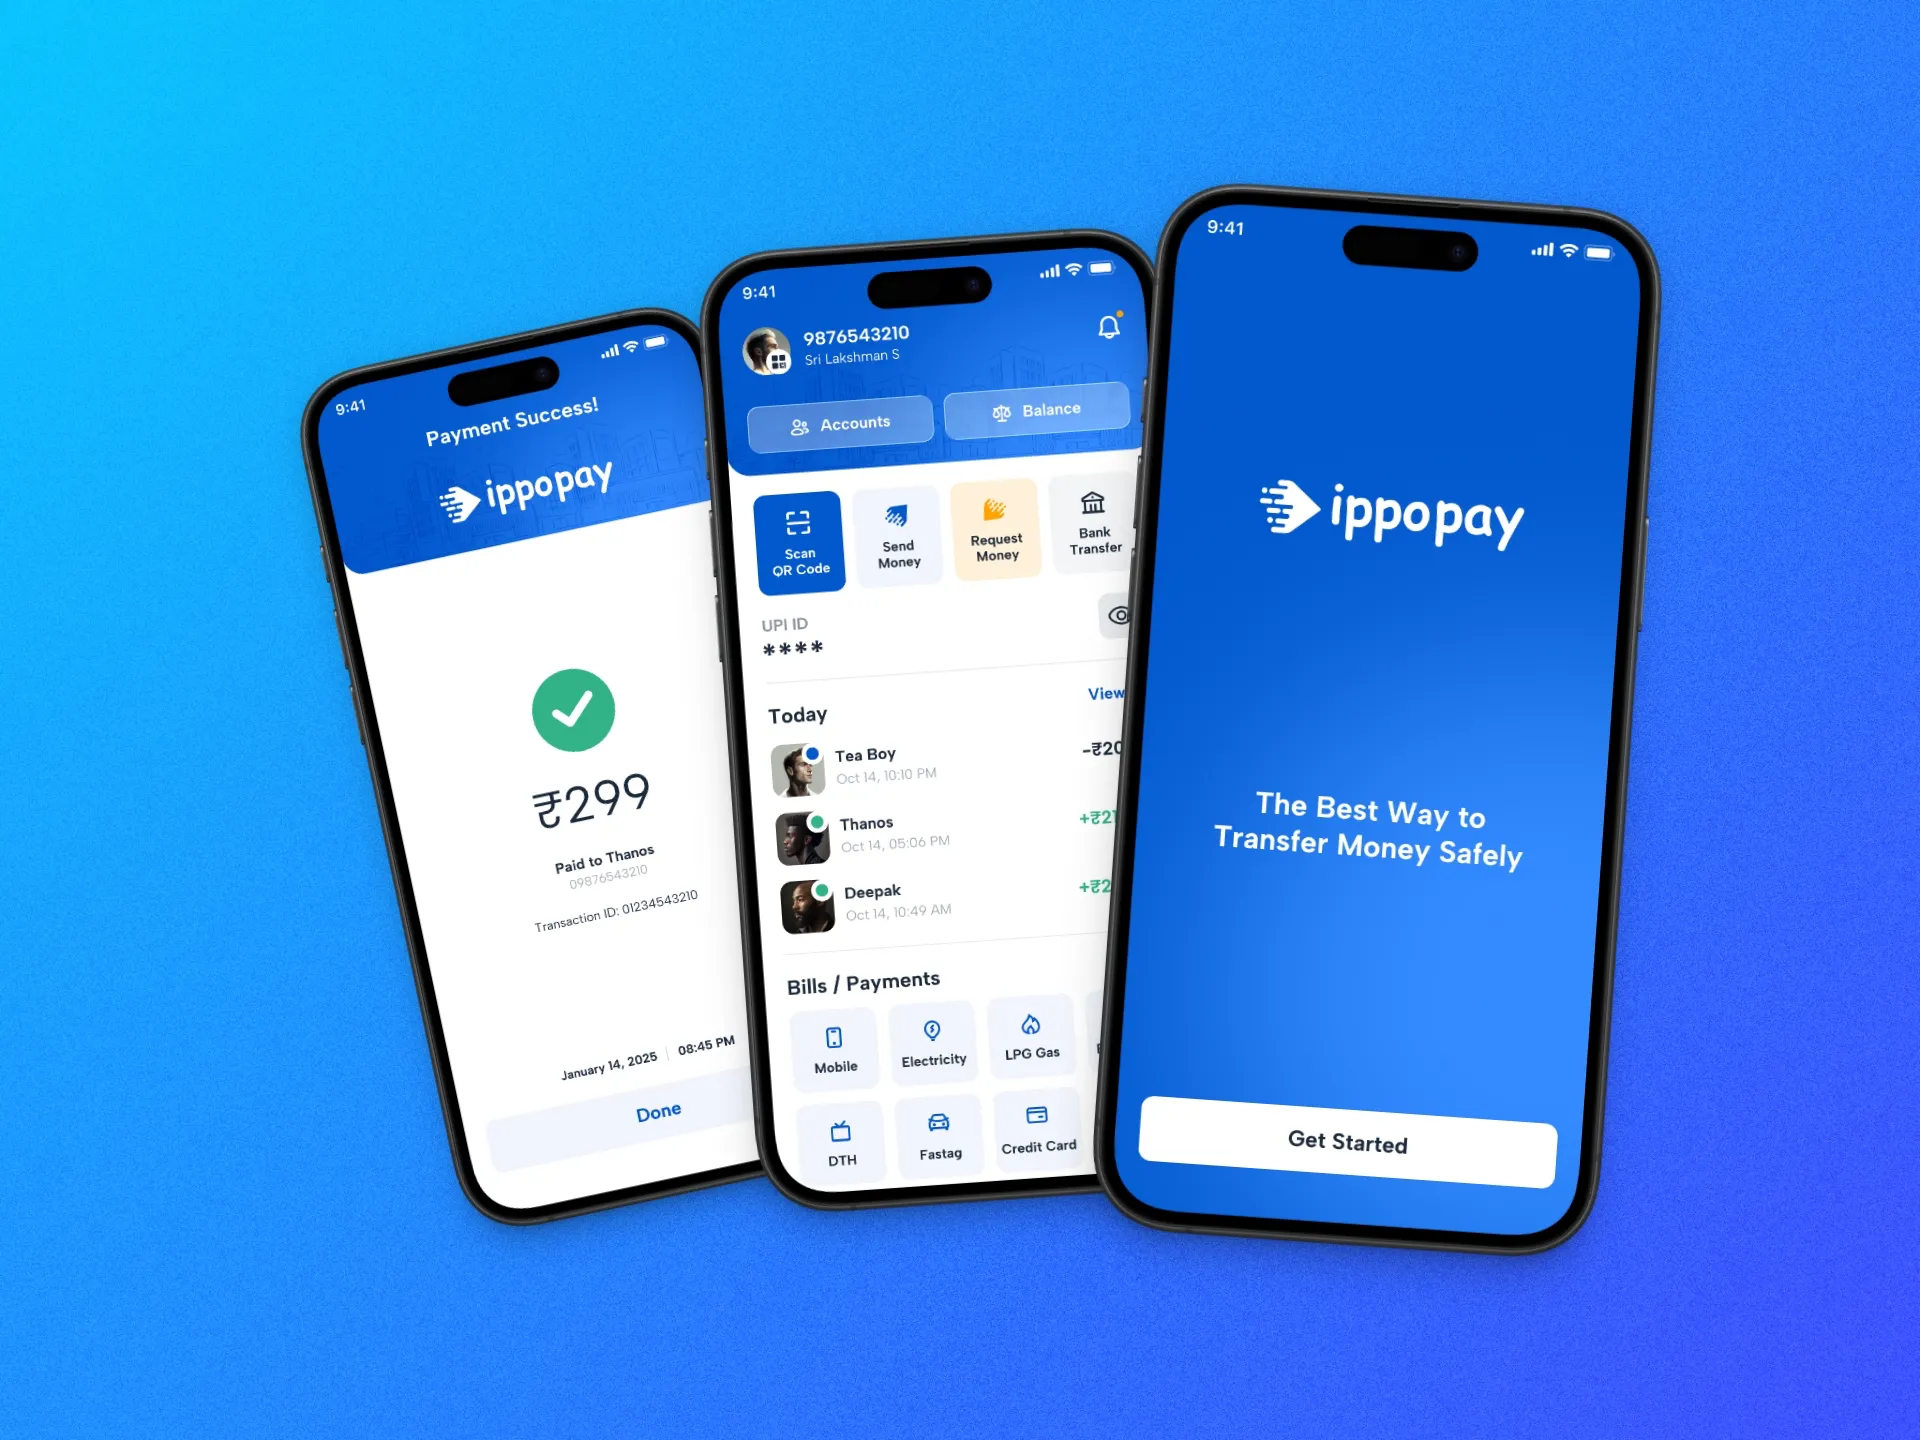 9:41
Payment Success!
ippopay
₹299
Paid to Thanos
09876543210
Transaction ID: 01234543210
January 14, 2025 | 08:45 PM
Done
9:41
9876543210
Sri Lakshman S
Accounts
Balance
Scan
QR Code
Send
Money
Request
Money
Bank
Transfer
UPI ID
****
Today
View
Tea Boy
-₹20
Oct 14, 10:10 PM
Thanos
+₹21
Oct 14, 05:06 PM
Deepak
+₹2
Oct 14, 10:49 AM
Bills / Payments
Mobile
Electricity
LPG Gas
DTH
Fastag
Credit Card
9:41
ippopay
The Best Way to
Transfer Money Safely
Get Started